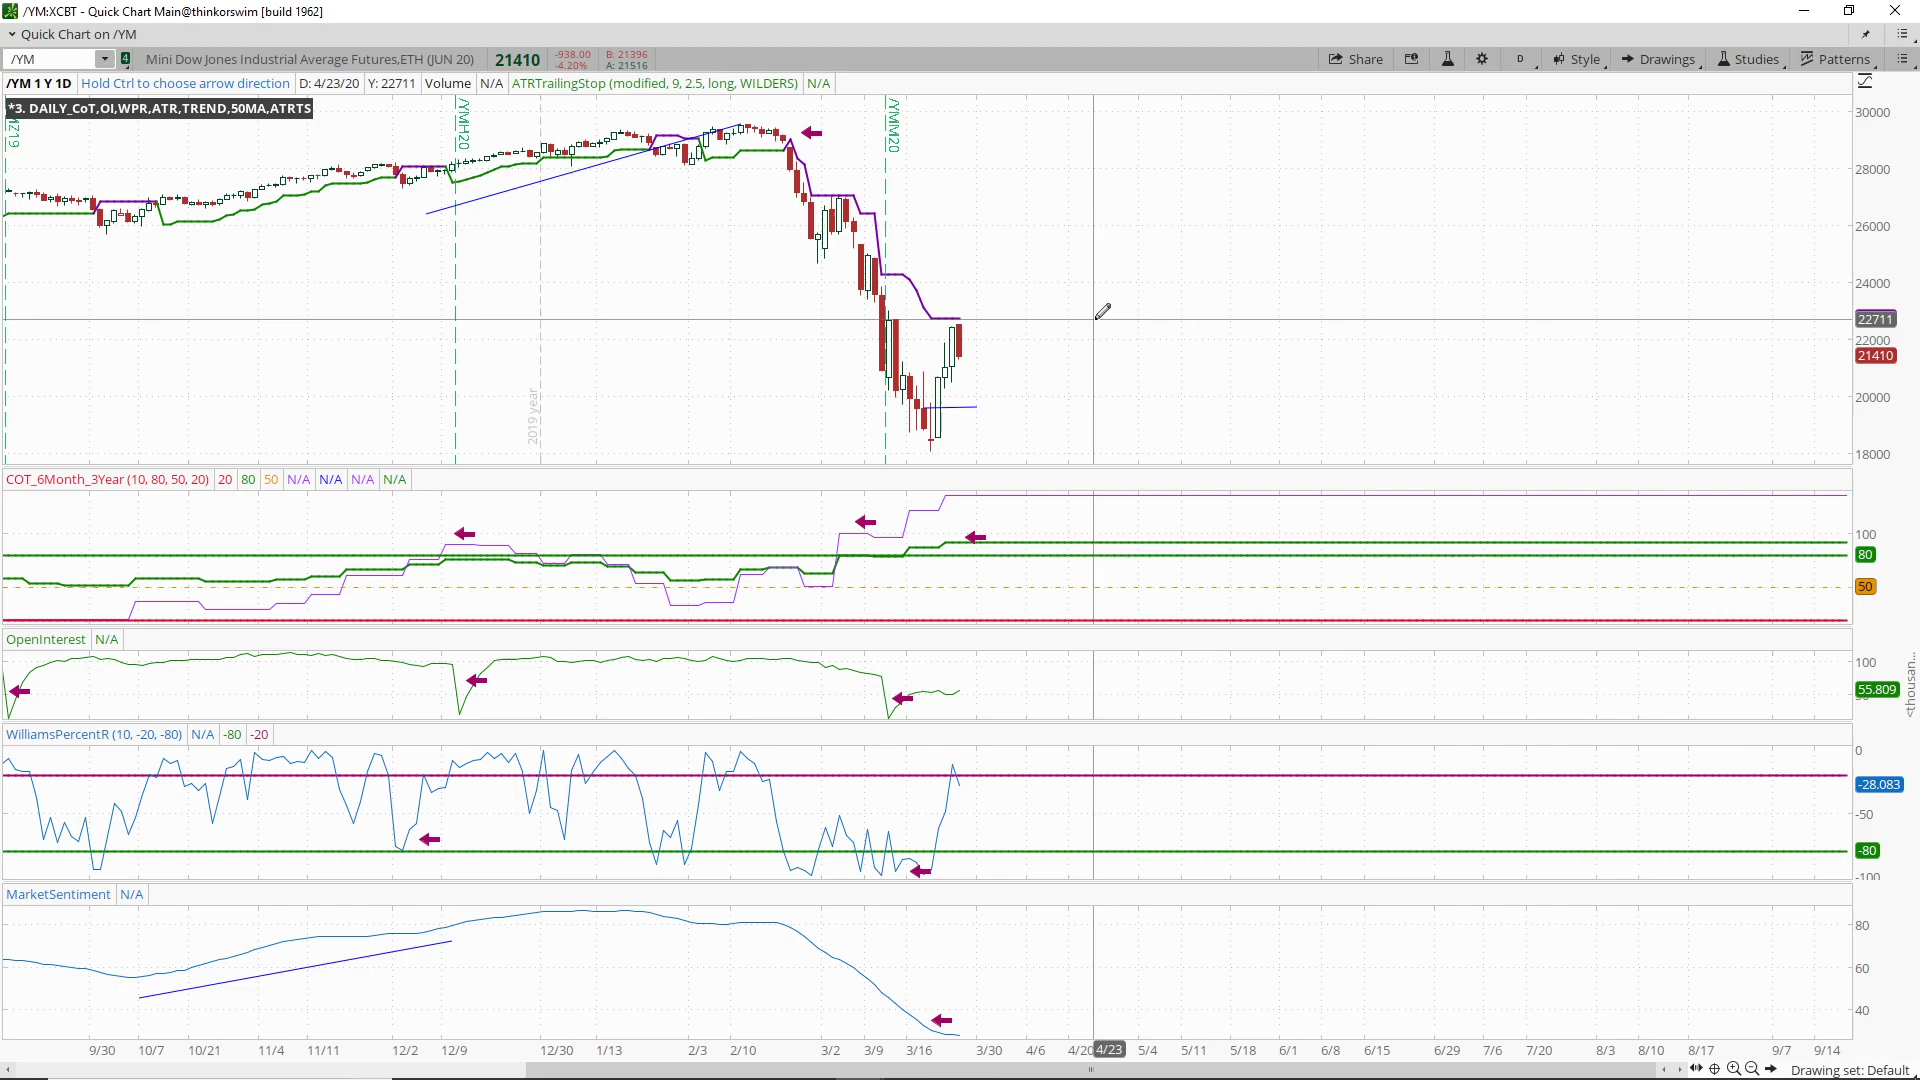 /YM:XCBT - Quick Chart Main@thinkorswim [build 1962]
Quick Chart on /YM
/YM 4 Mini Dow Jones Industrial Average Futures,ETH (JUN 20) 21410 -938.00 B: 21396 Share D Style Drawings Studies Patterns
-4.20% A: 21516
/YM 1 Y 1D Hold Ctrl to choose arrow direction D: 4/23/20 Y: 22711 Volume N/A ATRTrailingStop (modified, 9, 2.5, long, WILDERS) N/A
*3. DAILY_CoT,OI,WPR,ATR,TREND,50MA,ATRTS
Z19
/YMH20
/YMM20
2019 year
30000
28000
26000
24000
22711
22000
21410
20000
18000
COT_6Month_3Year (10, 80, 50, 20) 20 80 50 N/A N/A N/A N/A
100
80
50
OpenInterest N/A
100
55.809
<thousan...
WilliamsPercentR (10, -20, -80) N/A -80 -20
0
-28.083
-50
-80
-100
MarketSentiment N/A
80
60
40
9/30 10/7 10/21 11/4 11/11 12/2 12/9 12/30 1/13 2/3 2/10 3/2 3/9 3/16 3/30 4/6 4/20 4/23 5/4 5/11 5/18 6/1 6/8 6/15 6/29 7/6 7/20 8/3 8/10 8/17 9/7 9/14
Drawing set: Default